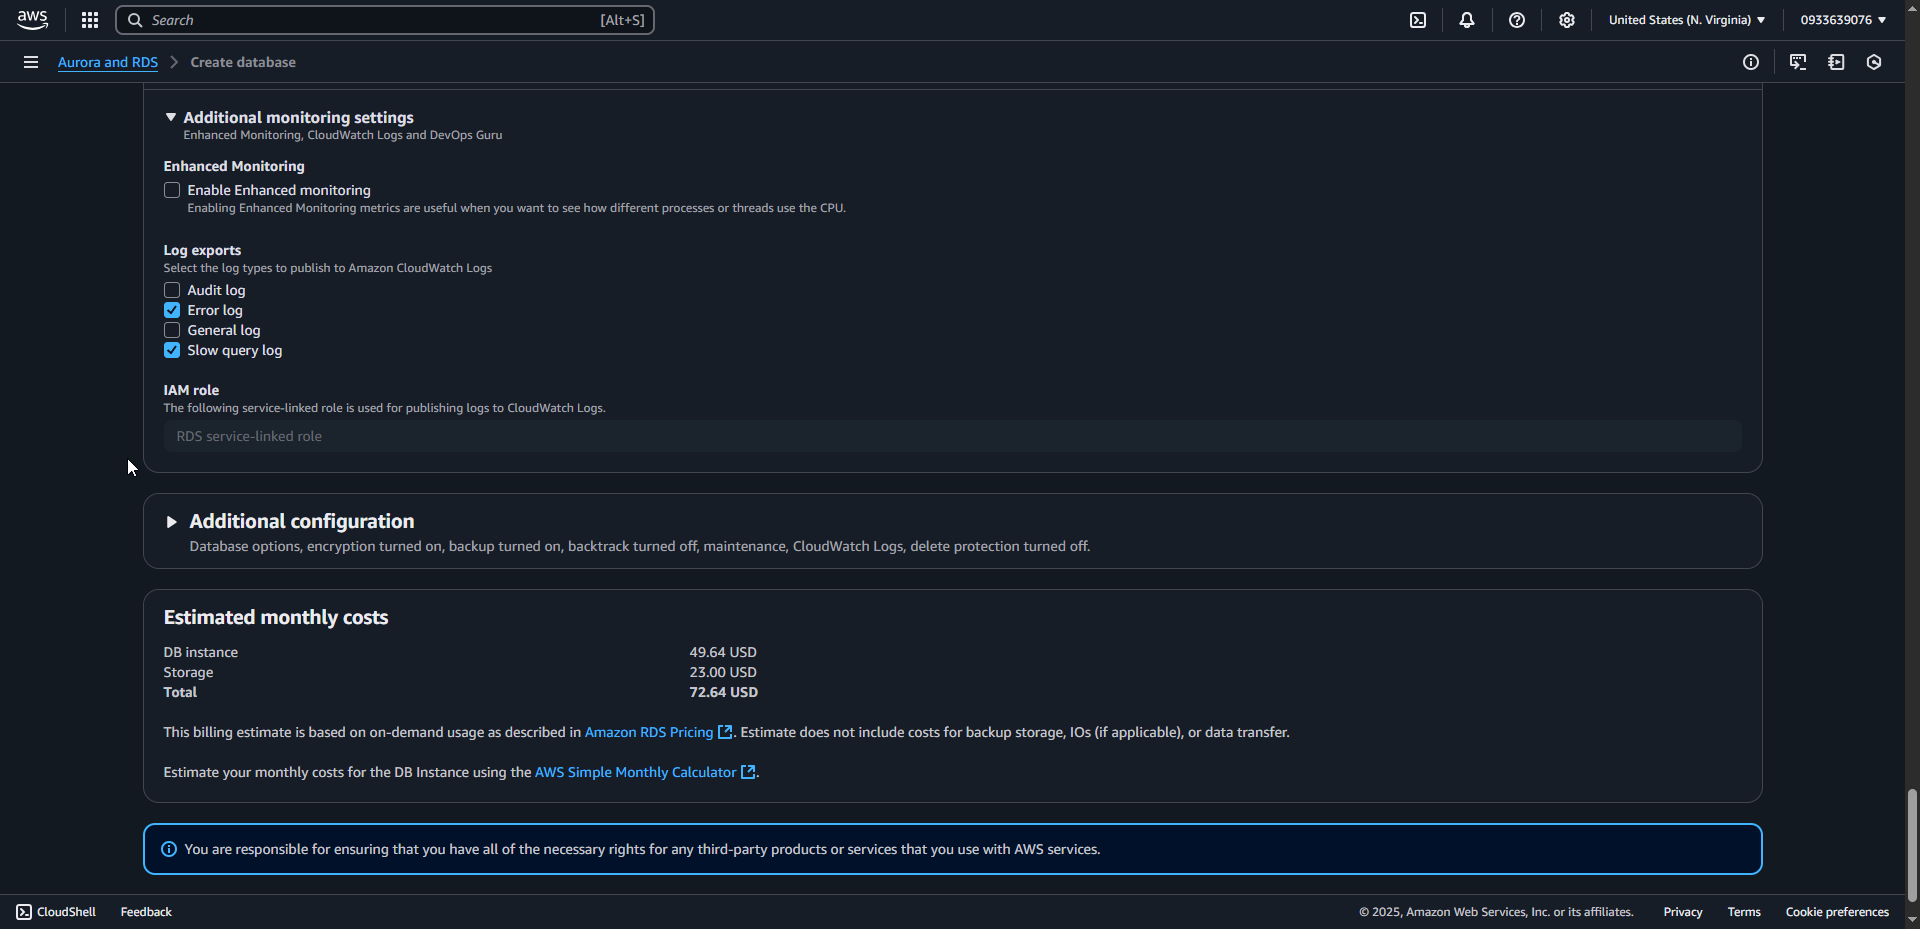 aws
Search [Alt+S]
United States (N. Virginia)
0933639076
Aurora and RDS
Create database
Additional monitoring settings
Enhanced Monitoring, CloudWatch Logs and DevOps Guru
Enhanced Monitoring
Enable Enhanced monitoring
Enabling Enhanced Monitoring metrics are useful when you want to see how different processes or threads use the CPU.
Log exports
Select the log types to publish to Amazon CloudWatch Logs
Audit log
Error log
General log
Slow query log
IAM role
The following service-linked role is used for publishing logs to CloudWatch Logs.
RDS service-linked role
Additional configuration
Database options, encryption turned on, backup turned on, backtrack turned off, maintenance, CloudWatch Logs, delete protection turned off.
Estimated monthly costs
DB instance 49.64 USD
Storage 23.00 USD
Total 72.64 USD
This billing estimate is based on on-demand usage as described in Amazon RDS Pricing. Estimate does not include costs for backup storage, IOs (if applicable), or data transfer.
Estimate your monthly costs for the DB Instance using the AWS Simple Monthly Calculator.
You are responsible for ensuring that you have all of the necessary rights for any third-party products or services that you use with AWS services.
CloudShell
Feedback
© 2025, Amazon Web Services, Inc. or its affiliates.
Privacy
Terms
Cookie preferences